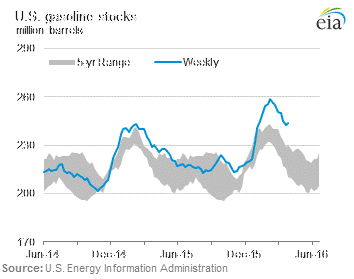 U.S. gasoline stocks
million barrels
eia
290
5-yr Range
Weekly
260
230
200
170
Jun-14
Dec-14
Jun-15
Dec-15
Jun-16
Source: U.S. Energy Information Administration